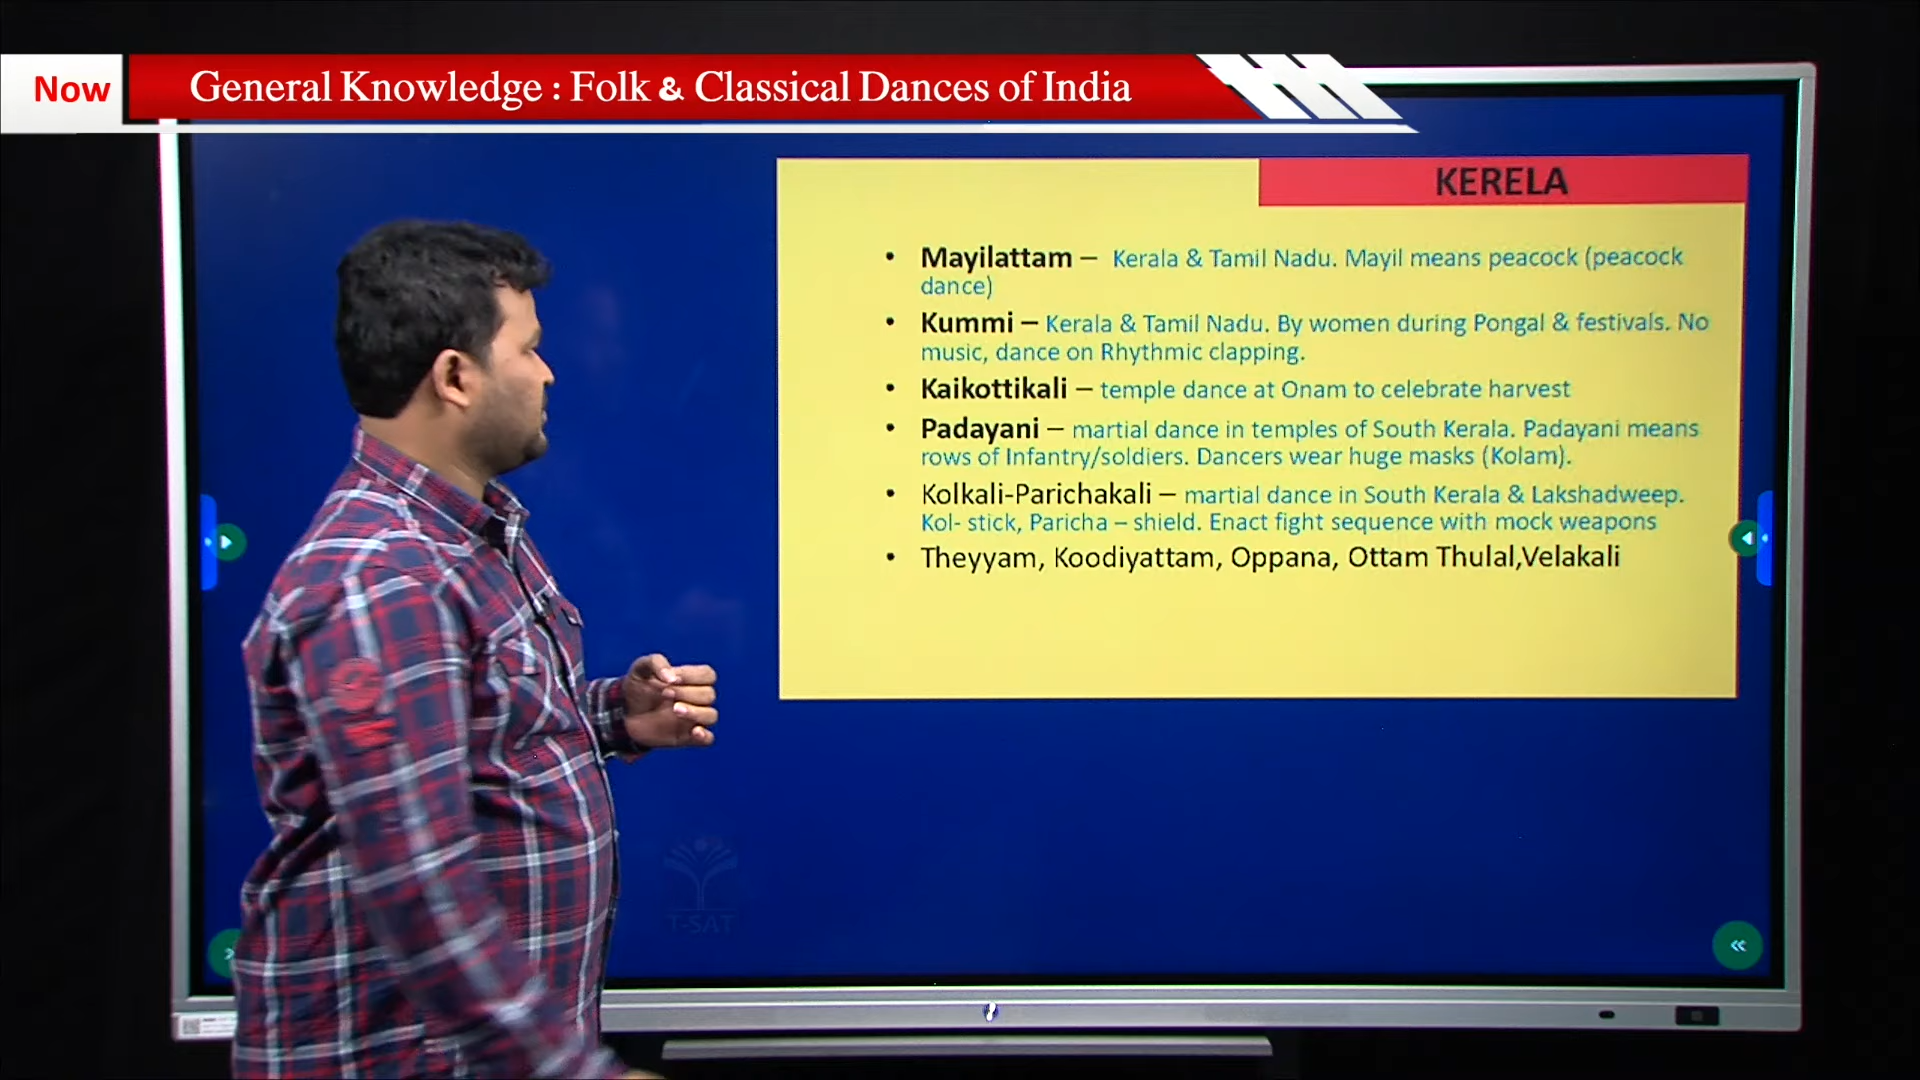 Now
General Knowledge : Folk & Classical Dances of India
KERELA
• Mayilattam – Kerala & Tamil Nadu. Mayil means peacock (peacock
dance)
• Kummi – Kerala & Tamil Nadu. By women during Pongal & festivals. No
music, dance on Rhythmic clapping.
• Kaikottikali – temple dance at Onam to celebrate harvest
• Padayani – martial dance in temples of South Kerala. Padayani means
rows of Infantry/soldiers. Dancers wear huge masks (Kolam).
• Kolkali-Parichakali – martial dance in South Kerala & Lakshadweep.
Kol- stick, Paricha – shield. Enact fight sequence with mock weapons
• Theyyam, Koodiyattam, Oppana, Ottam Thulal,Velakali
T-SAT